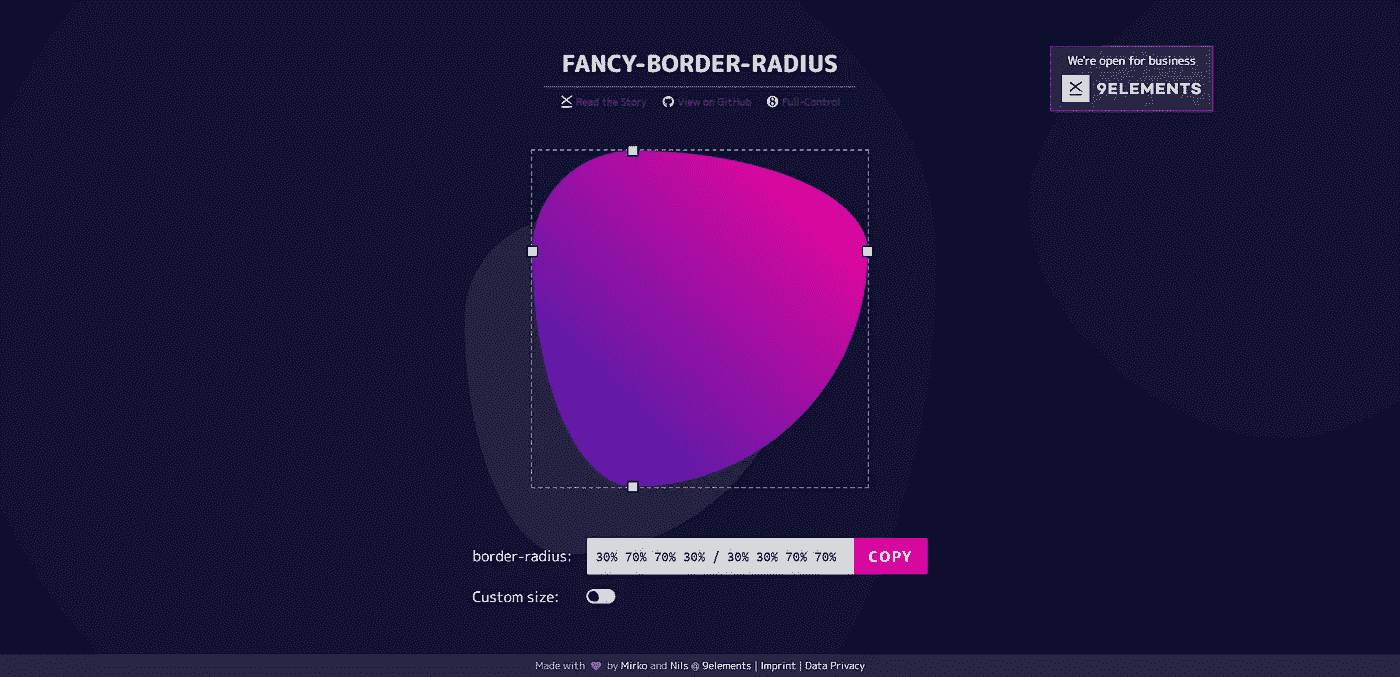 FANCY-BORDER-RADIUS
Read the Story View on GitHub Full-Control
We're open for business
9ELEMENTS
border-radius: 30% 70% 70% 30% / 30% 30% 70% 70% COPY
Custom size:
Made with by Mirko and Nils @ 9elements | Imprint | Data Privacy